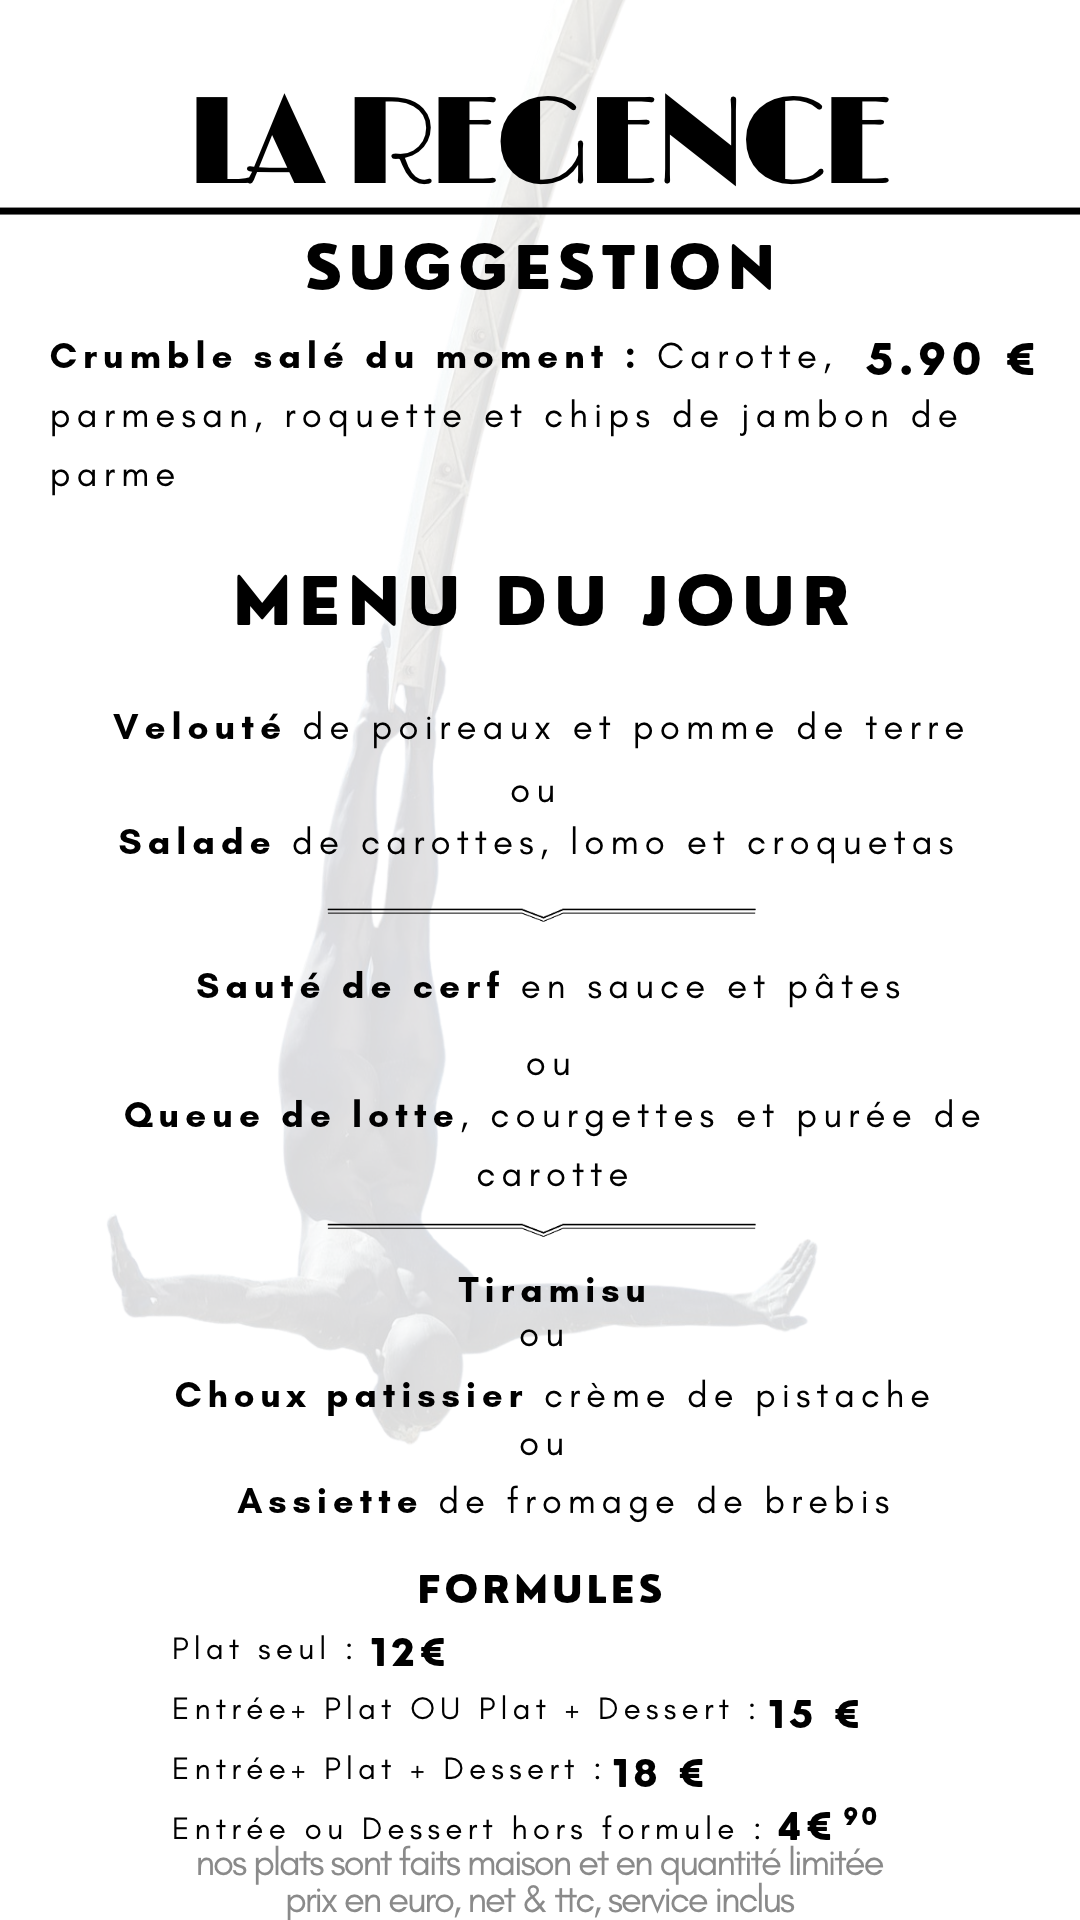 LA REGENCE
SUGGESTION
Crumble salé du moment : Carotte, 5.90 €
parmesan, roquette et chips de jambon de
parme
MENU DU JOUR
Velouté de poireaux et pomme de terre
ou
Salade de carottes, lomo et croquetas
Sauté de cerf en sauce et pâtes
ou
Queue de lotte, courgettes et purée de
carotte
Tiramisu
ou
Choux patissier crème de pistache
ou
Assiette de fromage de brebis
FORMULES
Plat seul : 12€
Entrée+ Plat OU Plat + Dessert : 15 €
Entrée+ Plat + Dessert : 18 €
Entrée ou Dessert hors formule : 4€ 90
nos plats sont faits maison et en quantité limitée
prix en euro, net & ttc, service inclus